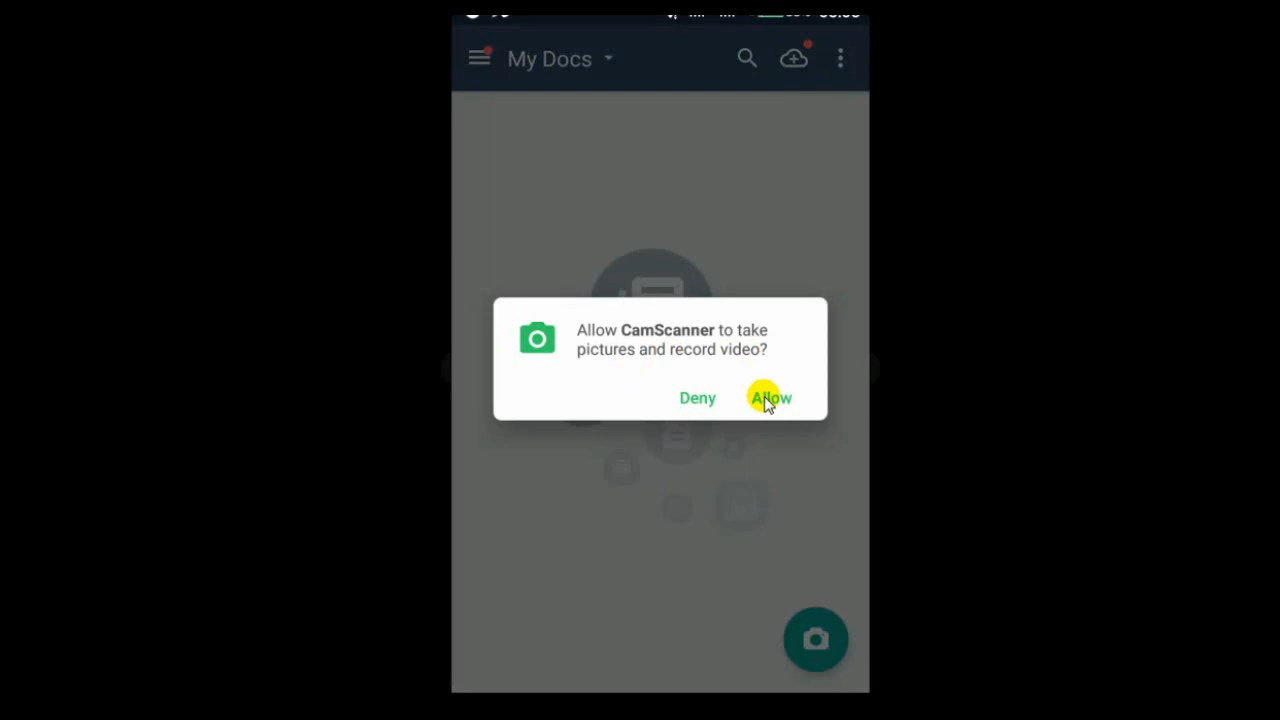 My Docs
Allow CamScanner to take
pictures and record video?
Deny Allow